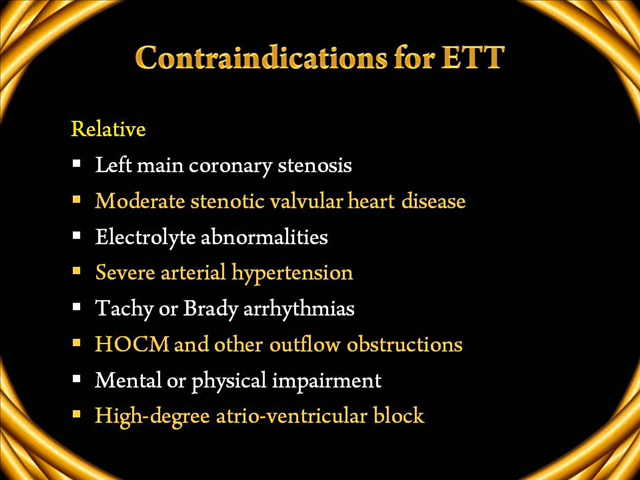 Contraindications for ETT
Relative
▪ Left main coronary stenosis
▪ Moderate stenotic valvular heart disease
▪ Electrolyte abnormalities
▪ Severe arterial hypertension
▪ Tachy or Brady arrhythmias
▪ HOCM and other outflow obstructions
▪ Mental or physical impairment
▪ High-degree atrio-ventricular block